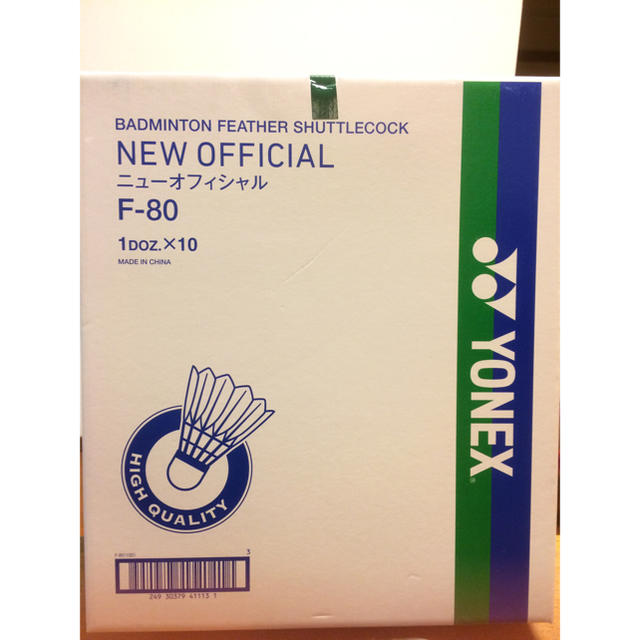 BADMINTON FEATHER SHUTTLECOCK
NEW OFFICIAL
ニューオフィシャル
F-80
1DOZ.×10
MADE IN CHINA
YONEX®
HIGH QUALITY
3
249 30379 41113 1